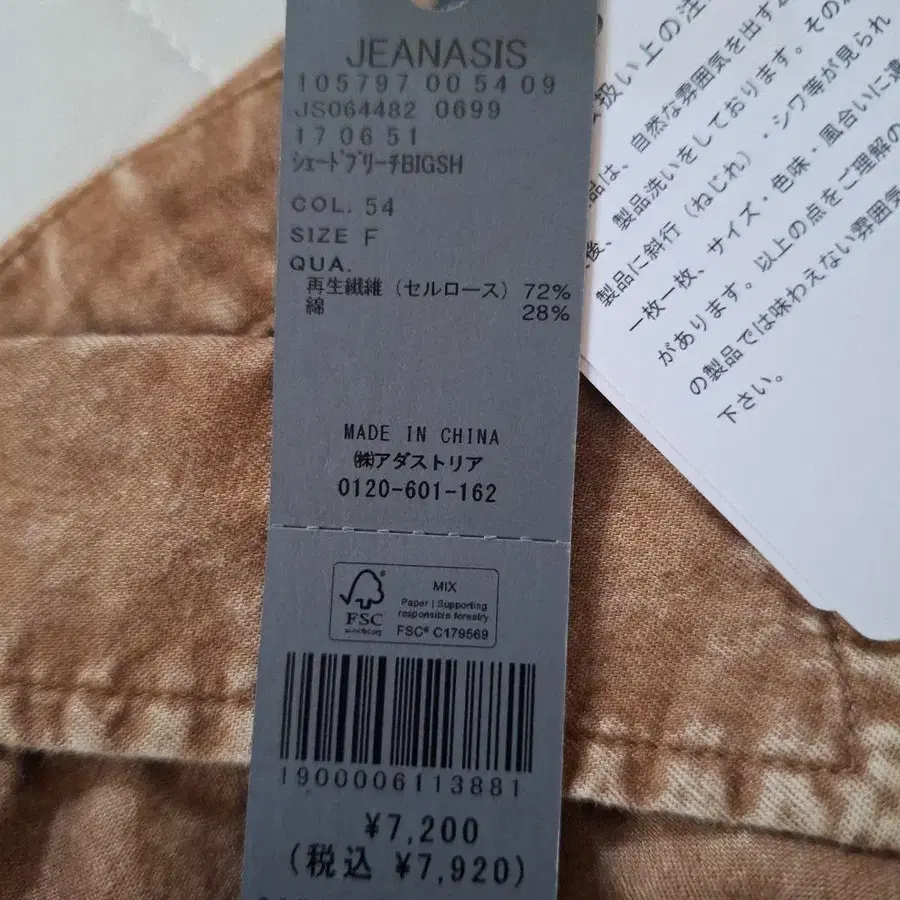 JEANASIS
105797 00 54 09
JS064482 0699
17 06 51
シェードブリーチBIGSH
COL. 54
SIZE F
QUA.
再生繊維（セルロース）72%
綿 28%
MADE IN CHINA
㈱アダストリア
0120-601-162
FSC
MIX
Paper | Supporting
responsible forestry
FSC® C179569
1900006113881
¥7,200
(税込 ¥7,920)
扱い上の注
品は、自然な雰囲気を出す
後、製品洗いをしております。その
製品に斜行（ねじれ）・シワ等が見られ
一枚一枚、サイズ・色味・風合いに違
があります。以上の点をご理解の
の製品では味わえない雰囲気
下さい。